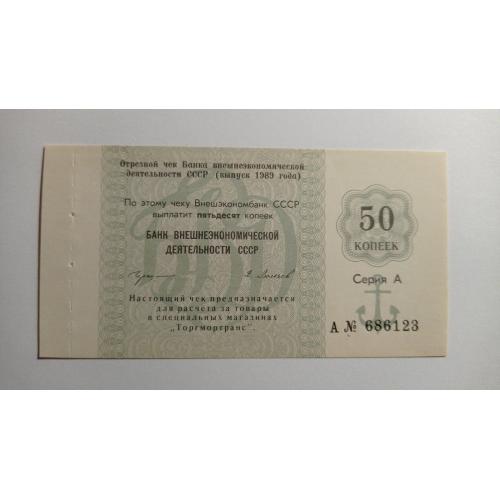 Отрезной чек Банка внешнеэкономической
деятельности СССР (выпуск 1989 года)
По этому чеку Внешэкономбанк СССР
выплатит пятьдесят копеек
БАНК ВНЕШНЕЭКОНОМИЧЕСКОЙ
ДЕЯТЕЛЬНОСТИ СССР
Настоящий чек предназначается
для расчета за товары
в специальных магазинах
„Торгмортранс".
50
КОПЕЕК
Серия А
А № 686123